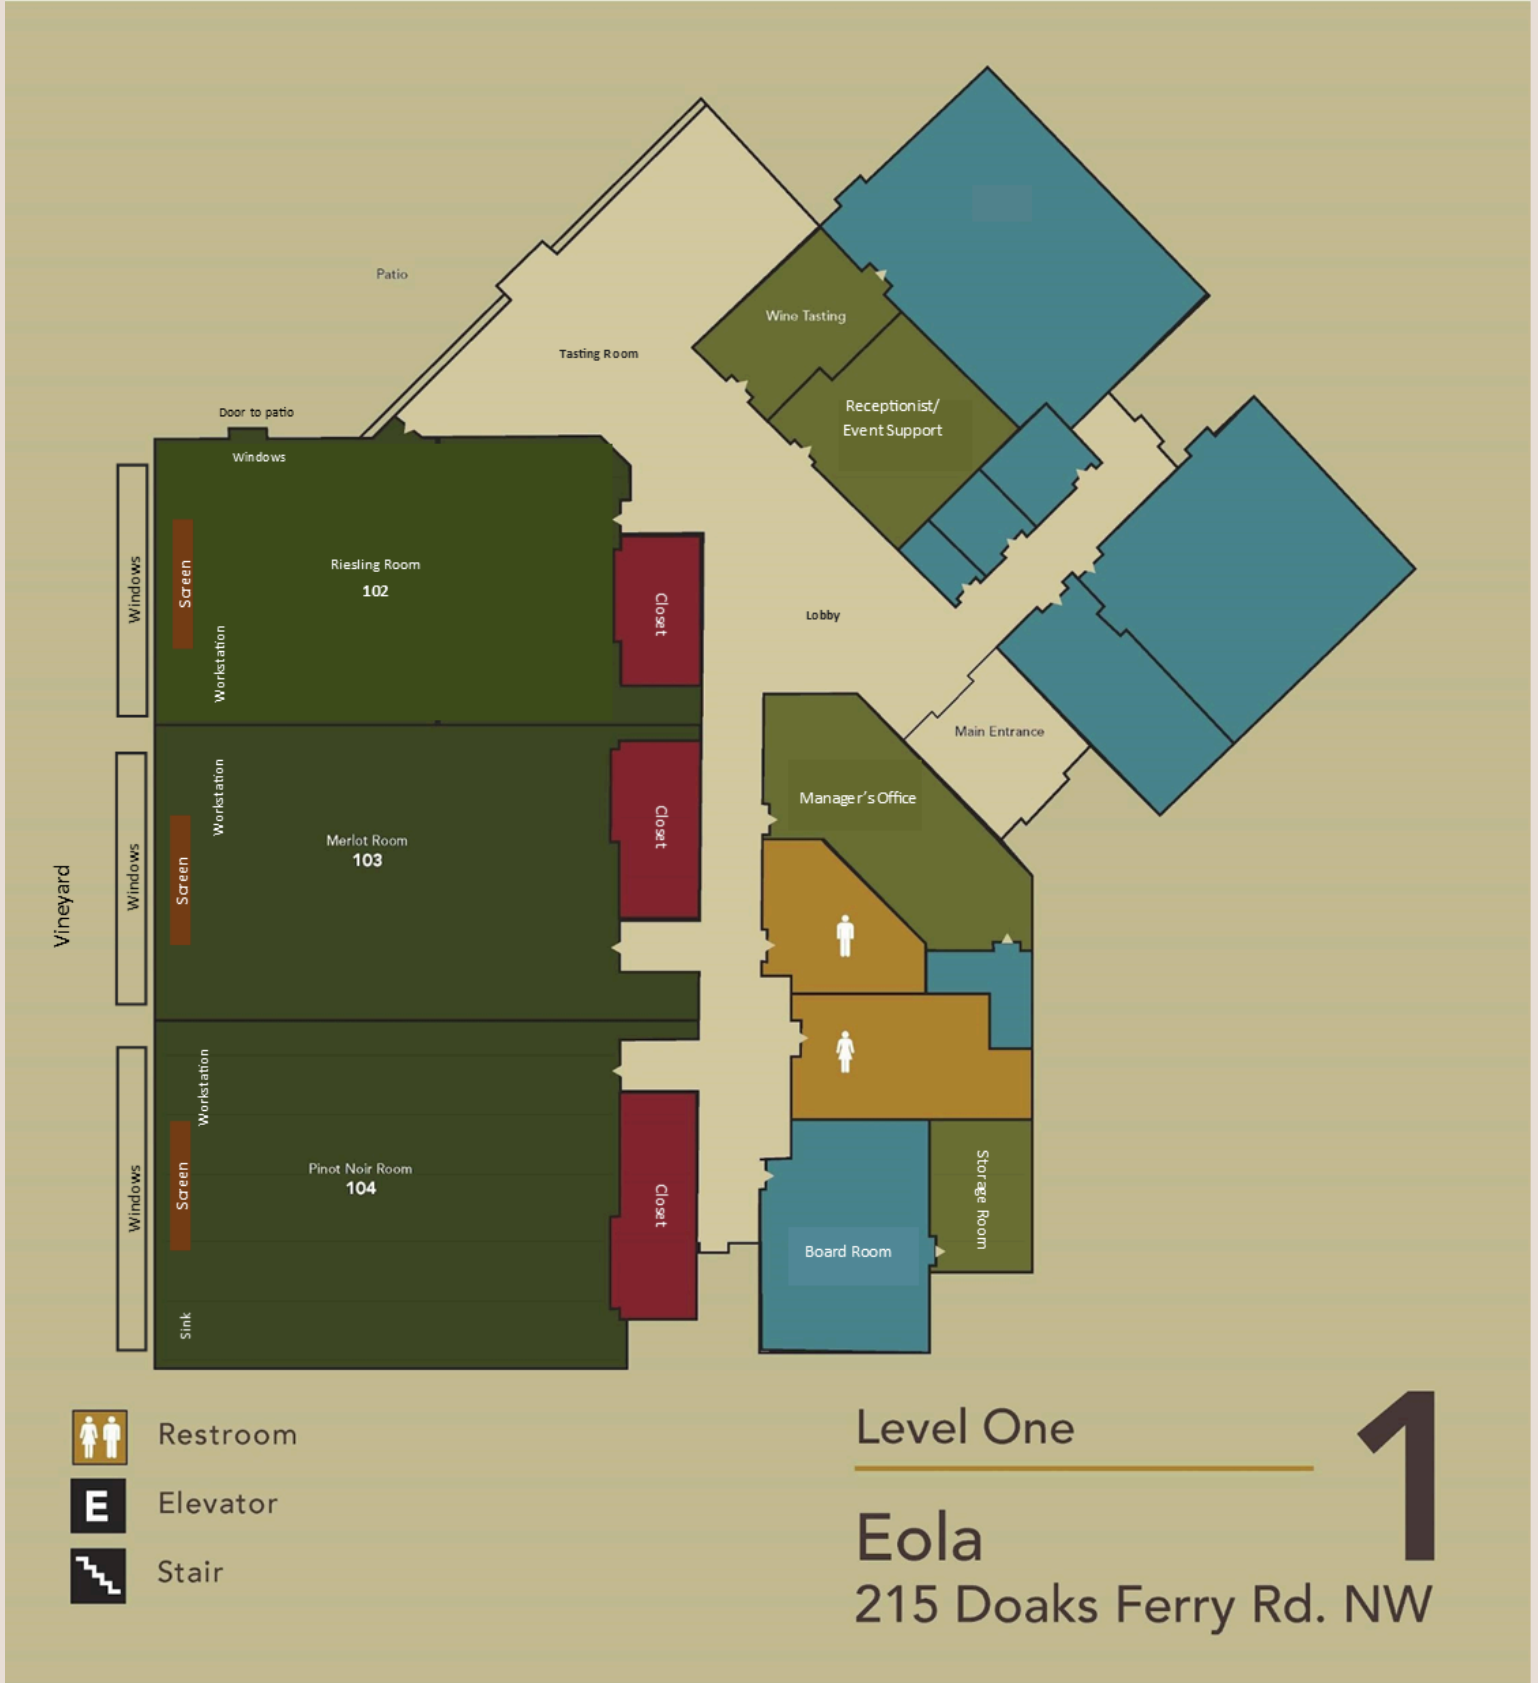 Patio
Wine Tasting
Tasting Room
Receptionist/
Event Support
Door to patio
Windows
Windows
Screen
Riesling Room
102
Workstation
Closet
Lobby
Main Entrance
Manager's Office
Vineyard
Windows
Screen
Workstation
Merlot Room
103
Closet
Windows
Screen
Workstation
Pinot Noir Room
104
Closet
Sink
Storage Room
Board Room
Restroom
E
Elevator
Stair
Level One
1
Eola
215 Doaks Ferry Rd. NW